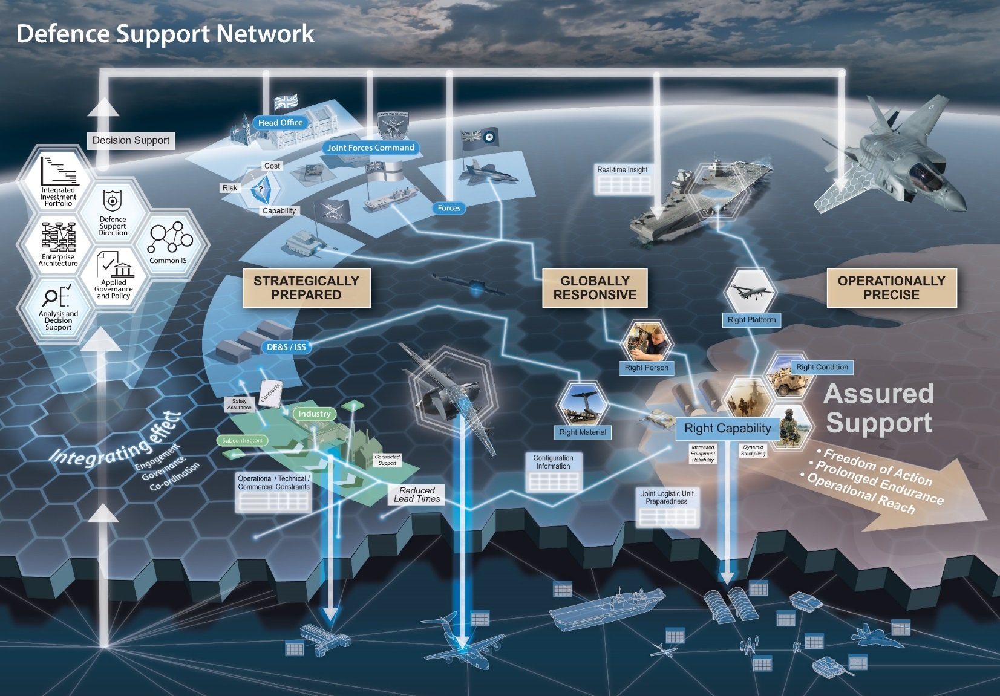 Defence Support Network
Decision Support
Head Office
Joint Forces Command
JOINT FORCES COMMAND
Cost
Risk
?
Capability
Forces
Real-time Insight
Integrated
Investment
Portfolio
Defence
Support
Direction
Enterprise
Architecture
Common IS
Applied
Governance
and Policy
Analysis and
Decision
Support
STRATEGICALLY
PREPARED
GLOBALLY
RESPONSIVE
OPERATIONALLY
PRECISE
Right Platform
DE&S / ISS
Right Person
Right Condition
Contracts
Safety
Assurance
Industry
Subcontractors
Contracted
Support
Right Materiel
Right Capability
Increased
Equipment
Reliability
Dynamic
Stockpiling
Assured
Support
• Freedom of Action
• Prolonged Endurance
• Operational Reach
Integrating effect
Engagement
Governance
Co-ordination
Operational / Technical /
Commercial Constraints
Reduced
Lead Times
Configuration
Information
Joint Logistic Unit
Preparedness